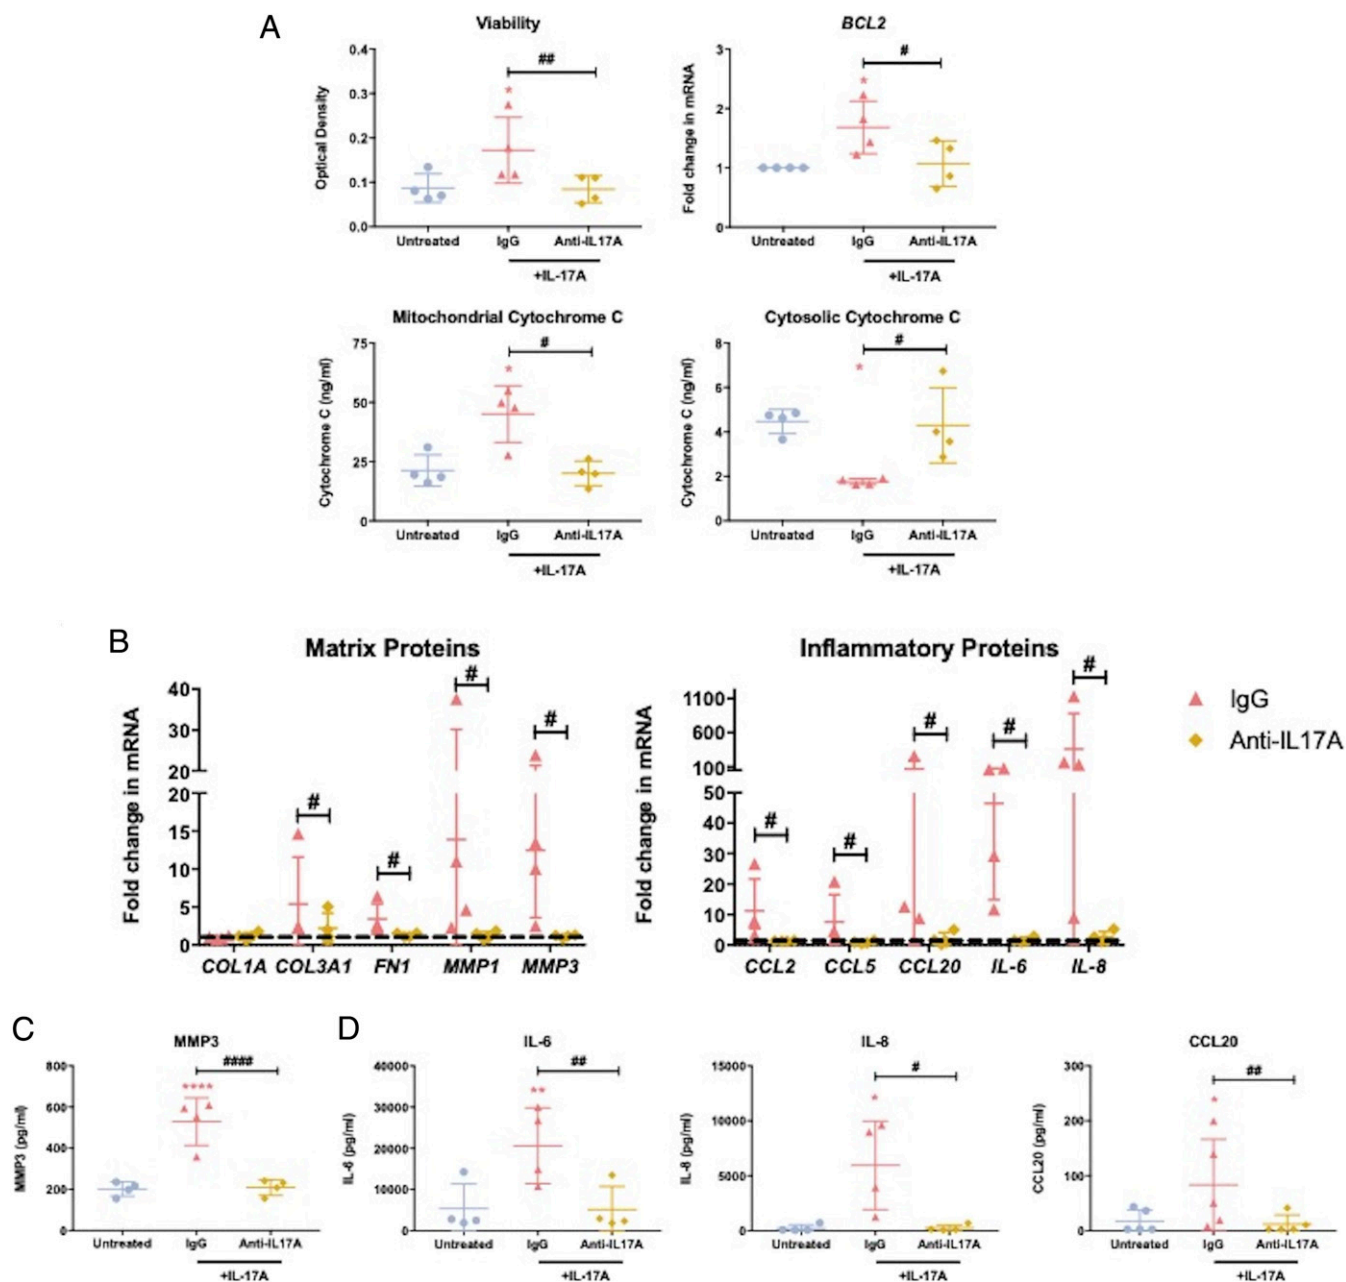 A
Viability
##
*
Optical Density
0.4
0.3
0.2
0.1
0.0
Untreated
IgG
Anti-IL17A
+IL-17A
BCL2
#
*
Fold change in mRNA
3
2
1
0
Untreated
IgG
Anti-IL17A
+IL-17A
Mitochondrial Cytochrome C
#
*
Cytochrome C (ng/ml)
75
50
25
0
Untreated
IgG
Anti-IL17A
+IL-17A
Cytosolic Cytochrome C
#
*
Cytochrome C (ng/ml)
8
6
4
2
0
Untreated
IgG
Anti-IL17A
+IL-17A
B
Matrix Proteins
Fold change in mRNA
40
30
20
20
15
10
5
0
#
#
#
#
COL1A
COL3A1
FN1
MMP1
MMP3
Inflammatory Proteins
Fold change in mRNA
1100
600
100
50
40
30
20
10
0
#
#
#
#
#
CCL2
CCL5
CCL20
IL-6
IL-8
IgG
Anti-IL17A
C
MMP3
####
****
MMP3 (pg/ml)
800
600
400
200
0
Untreated
IgG
Anti-IL17A
+IL-17A
D
IL-6
##
**
IL-6 (pg/ml)
40000
30000
20000
10000
0
Untreated
IgG
Anti-IL17A
+IL-17A
IL-8
#
*
IL-8 (pg/ml)
15000
10000
5000
0
Untreated
IgG
Anti-IL17A
+IL-17A
CCL20
##
*
CCL20 (pg/ml)
300
200
100
0
Untreated
IgG
Anti-IL17A
+IL-17A